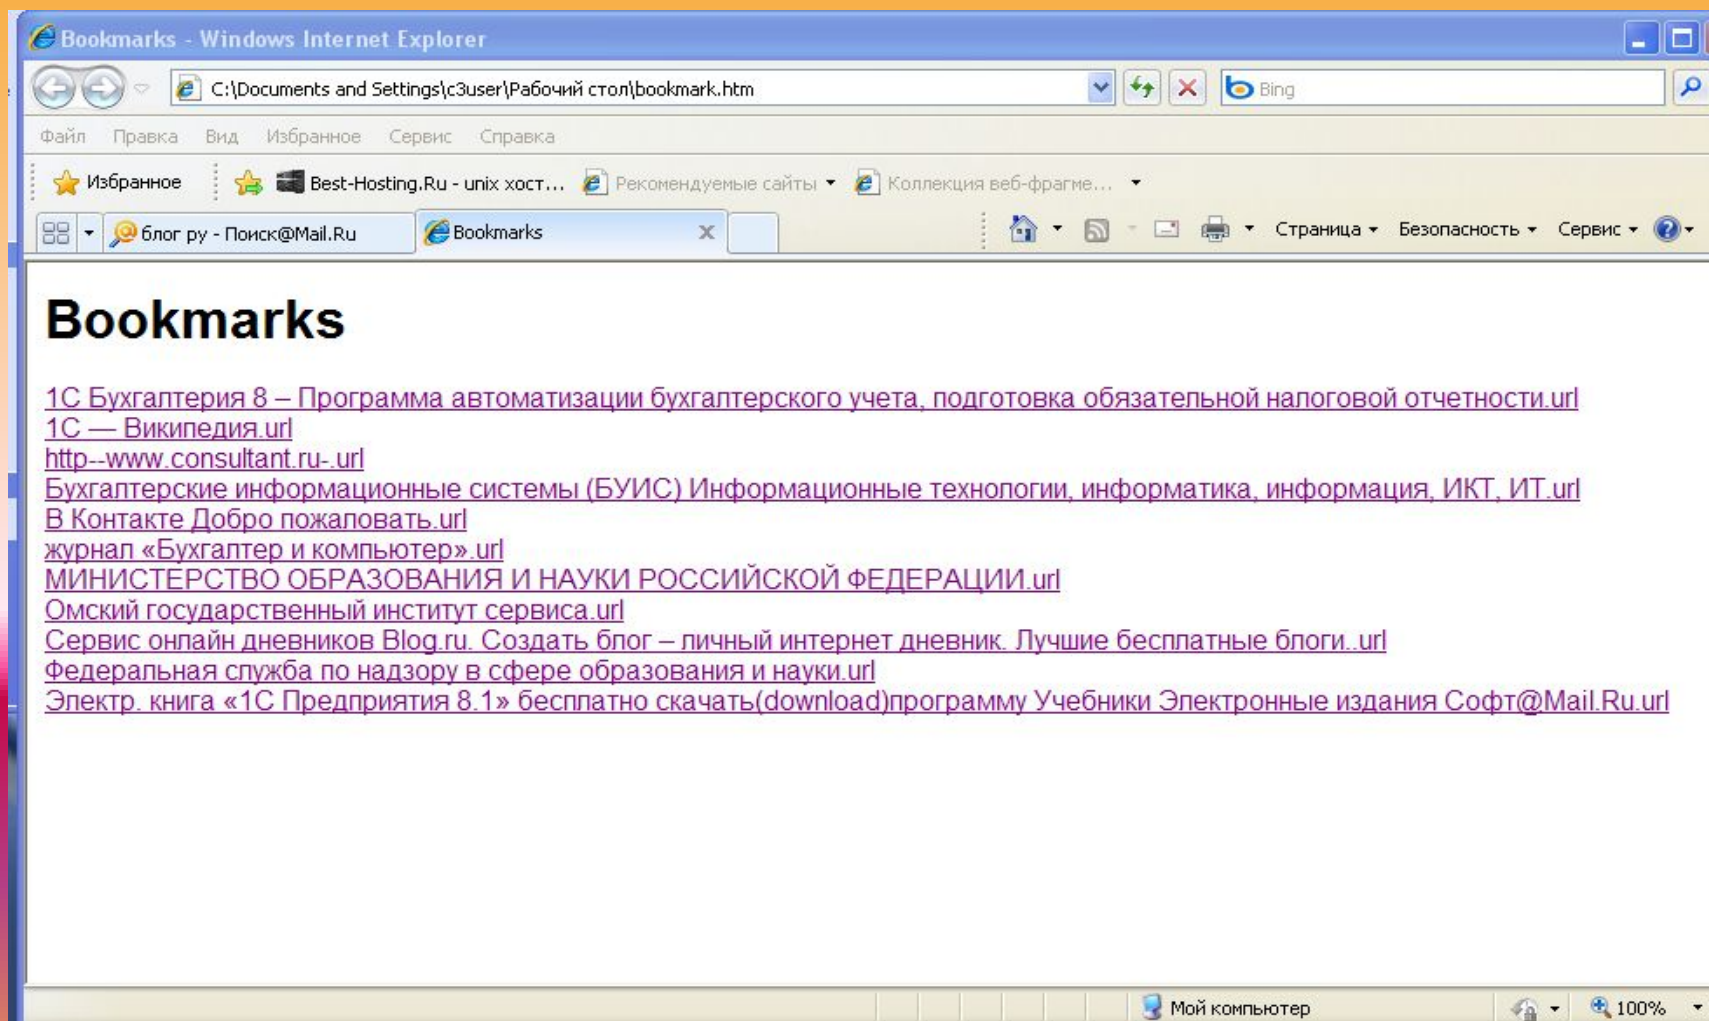 Bookmarks - Windows Internet Explorer
C:\Documents and Settings\c3user\Рабочий стол\bookmark.htm Bing
Файл Правка Вид Избранное Сервис Справка
Избранное Best-Hosting.Ru - unix хост... Рекомендуемые сайты Коллекция веб-фрагме...
блог ру - Поиск@Mail.Ru Bookmarks Страница Безопасность Сервис
Bookmarks
1С Бухгалтерия 8 – Программа автоматизации бухгалтерского учета, подготовка обязательной налоговой отчетности.url
1С — Википедия.url
http--www.consultant.ru-.url
Бухгалтерские информационные системы (БУИС) Информационные технологии, информатика, информация, ИКТ, ИТ.url
В Контакте Добро пожаловать.url
журнал «Бухгалтер и компьютер».url
МИНИСТЕРСТВО ОБРАЗОВАНИЯ И НАУКИ РОССИЙСКОЙ ФЕДЕРАЦИИ.url
Омский государственный институт сервиса.url
Сервис онлайн дневников Blog.ru. Создать блог – личный интернет дневник. Лучшие бесплатные блоги..url
Федеральная служба по надзору в сфере образования и науки.url
Электр. книга «1С Предприятия 8.1» бесплатно скачать(download)программу Учебники Электронные издания Софт@Mail.Ru.url
Мой компьютер 100%